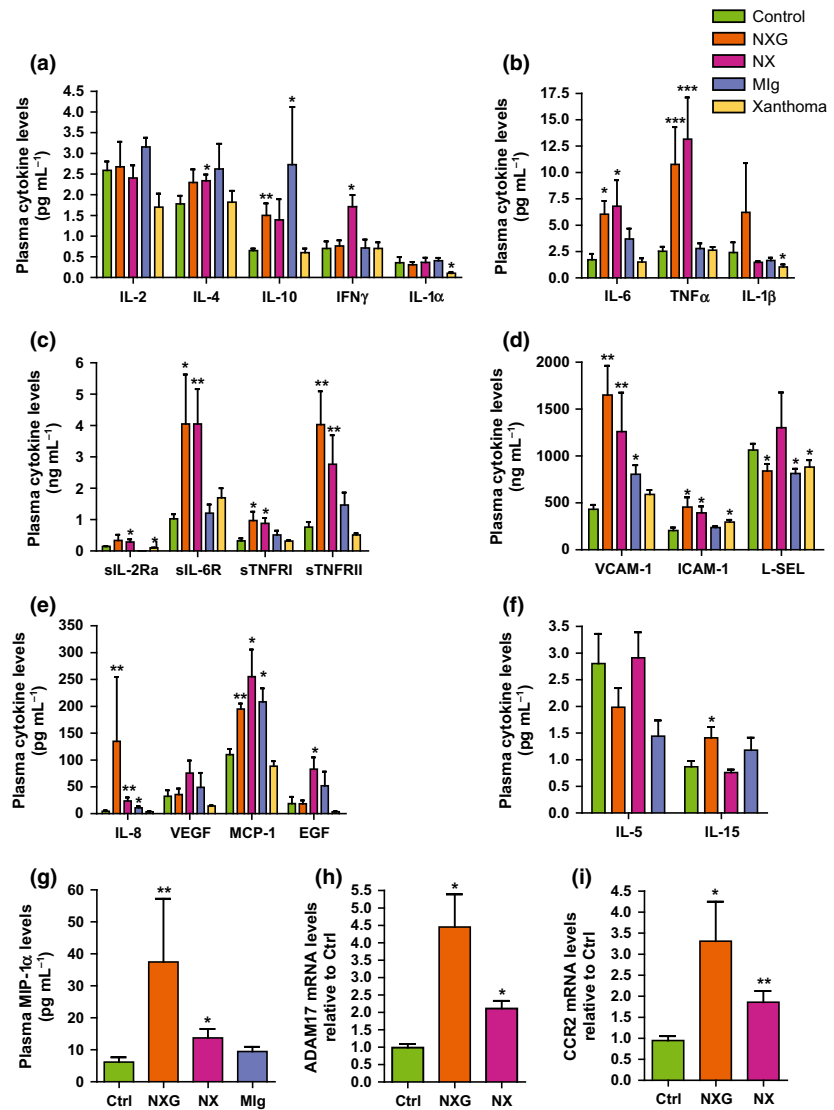 Control
NXG
NX
MIg
Xanthoma
(a)
Plasma cytokine levels
(pg mL⁻¹)
4.5
4.0
3.5
3.0
2.5
2.0
1.5
1.0
0.5
0.0
*
**
*
*
*
IL-2 IL-4 IL-10 IFNγ IL-1α
(b)
Plasma cytokine levels
(pg mL⁻¹)
17.5
15.0
12.5
10.0
7.5
5.0
2.5
0.0
*
*
***
***
*
IL-6 TNFα IL-1β
(c)
Plasma cytokine levels
(ng mL⁻¹)
6
5
4
3
2
1
0
*
*
*
**
*
*
**
**
sIL-2Ra sIL-6R sTNFRI sTNFRII
(d)
Plasma cytokine levels
(ng mL⁻¹)
2000
1500
1000
500
0
**
**
*
*
*
*
*
*
*
VCAM-1 ICAM-1 L-SEL
(e)
Plasma cytokine levels
(pg mL⁻¹)
350
300
250
200
150
100
50
0
**
**
*
**
*
*
*
IL-8 VEGF MCP-1 EGF
(f)
Plasma cytokine levels
(pg mL⁻¹)
3.5
3.0
2.5
2.0
1.5
1.0
0.5
0.0
*
IL-5 IL-15
(g)
Plasma MIP-1α
(pg mL⁻¹)
60
50
40
30
20
10
0
**
*
Ctrl NXG NX MIg
(h)
ADAM17 mRNA levels
relative to Ctrl
5.5
5.0
4.5
4.0
3.5
3.0
2.5
2.0
1.5
1.0
0.5
0.0
*
*
Ctrl NXG NX
(i)
CCR2 mRNA levels
relative to Ctrl
4.5
4.0
3.5
3.0
2.5
2.0
1.5
1.0
0.5
0.0
*
**
Ctrl NXG NX